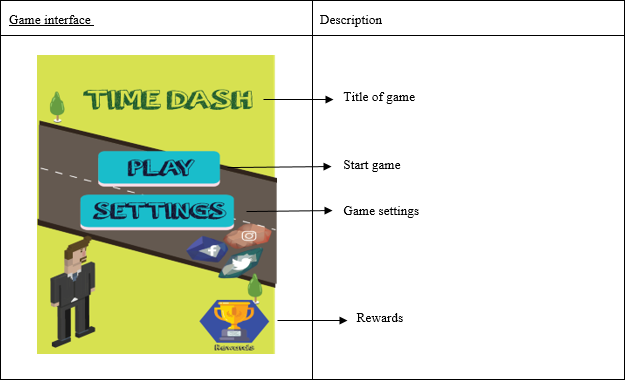 Game interface
Description
TIME DASH
Title of game
PLAY
Start game
SETTINGS
Game settings
Rewards
Rewards